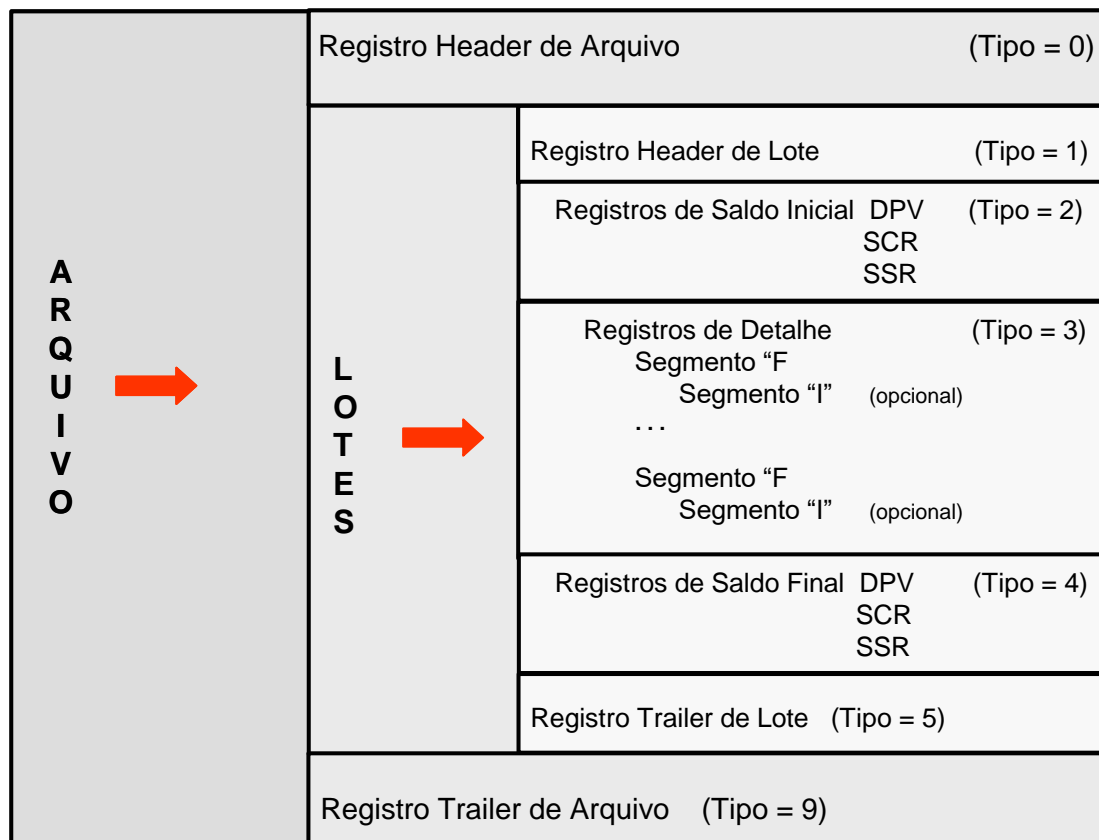 Registro Header de Arquivo (Tipo = 0)
ARQUIVO
LOTES
Registro Header de Lote (Tipo = 1)
Registros de Saldo Inicial DPV (Tipo = 2)
SCR
SSR
Registros de Detalhe (Tipo = 3)
Segmento “F
Segmento “I” (opcional)
...
Segmento “F
Segmento “I” (opcional)
Registros de Saldo Final DPV (Tipo = 4)
SCR
SSR
Registro Trailer de Lote (Tipo = 5)
Registro Trailer de Arquivo (Tipo = 9)